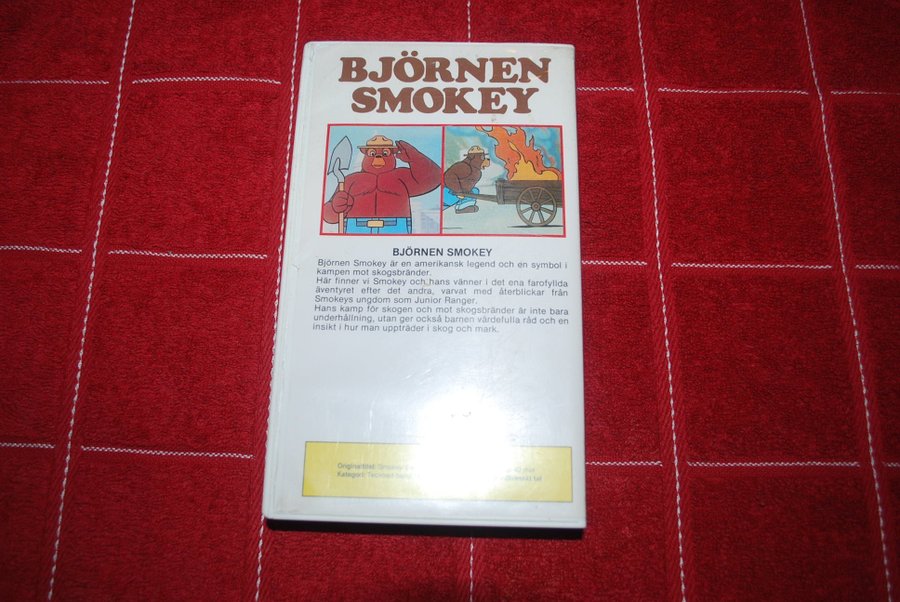 BJÖRNEN
SMOKEY
BJÖRNEN SMOKEY
Björnen Smokey är en amerikansk legend och en symbol i
kampen mot skogsbränder.
Här finner vi Smokey och hans vänner i det ena farofyllda
äventyret efter det andra, varvat med återblickar från
Smokeys ungdom som Junior Ranger.
Hans kamp för skogen och mot skogsbränder är inte bara
underhållning, utan ger också barnen värdefulla råd och en
insikt i hur man uppträder i skog och mark.
Originaltitel: Smokey
Kategori: Tecknad